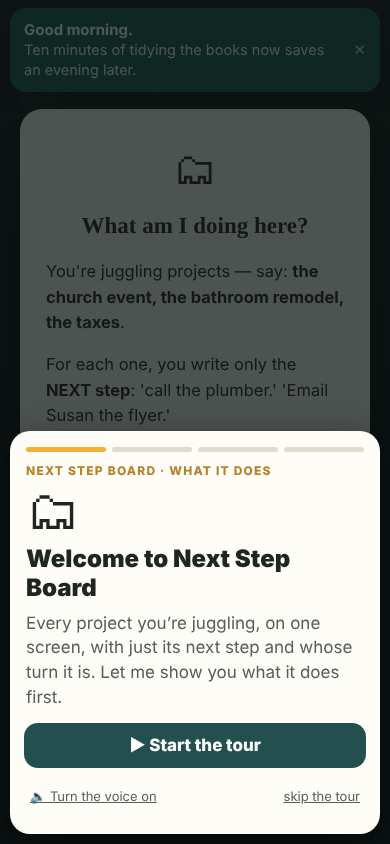 Good morning.
Ten minutes of tidying the books now saves
an evening later.
×
What am I doing here?
You're juggling projects — say: the
church event, the bathroom remodel,
the taxes.
For each one, you write only the
NEXT step: 'call the plumber.' 'Email
Susan the flyer.'
NEXT STEP BOARD · WHAT IT DOES
Welcome to Next Step
Board
Every project you’re juggling, on one
screen, with just its next step and whose
turn it is. Let me show you what it does
first.
▶ Start the tour
🔈 Turn the voice on
skip the tour